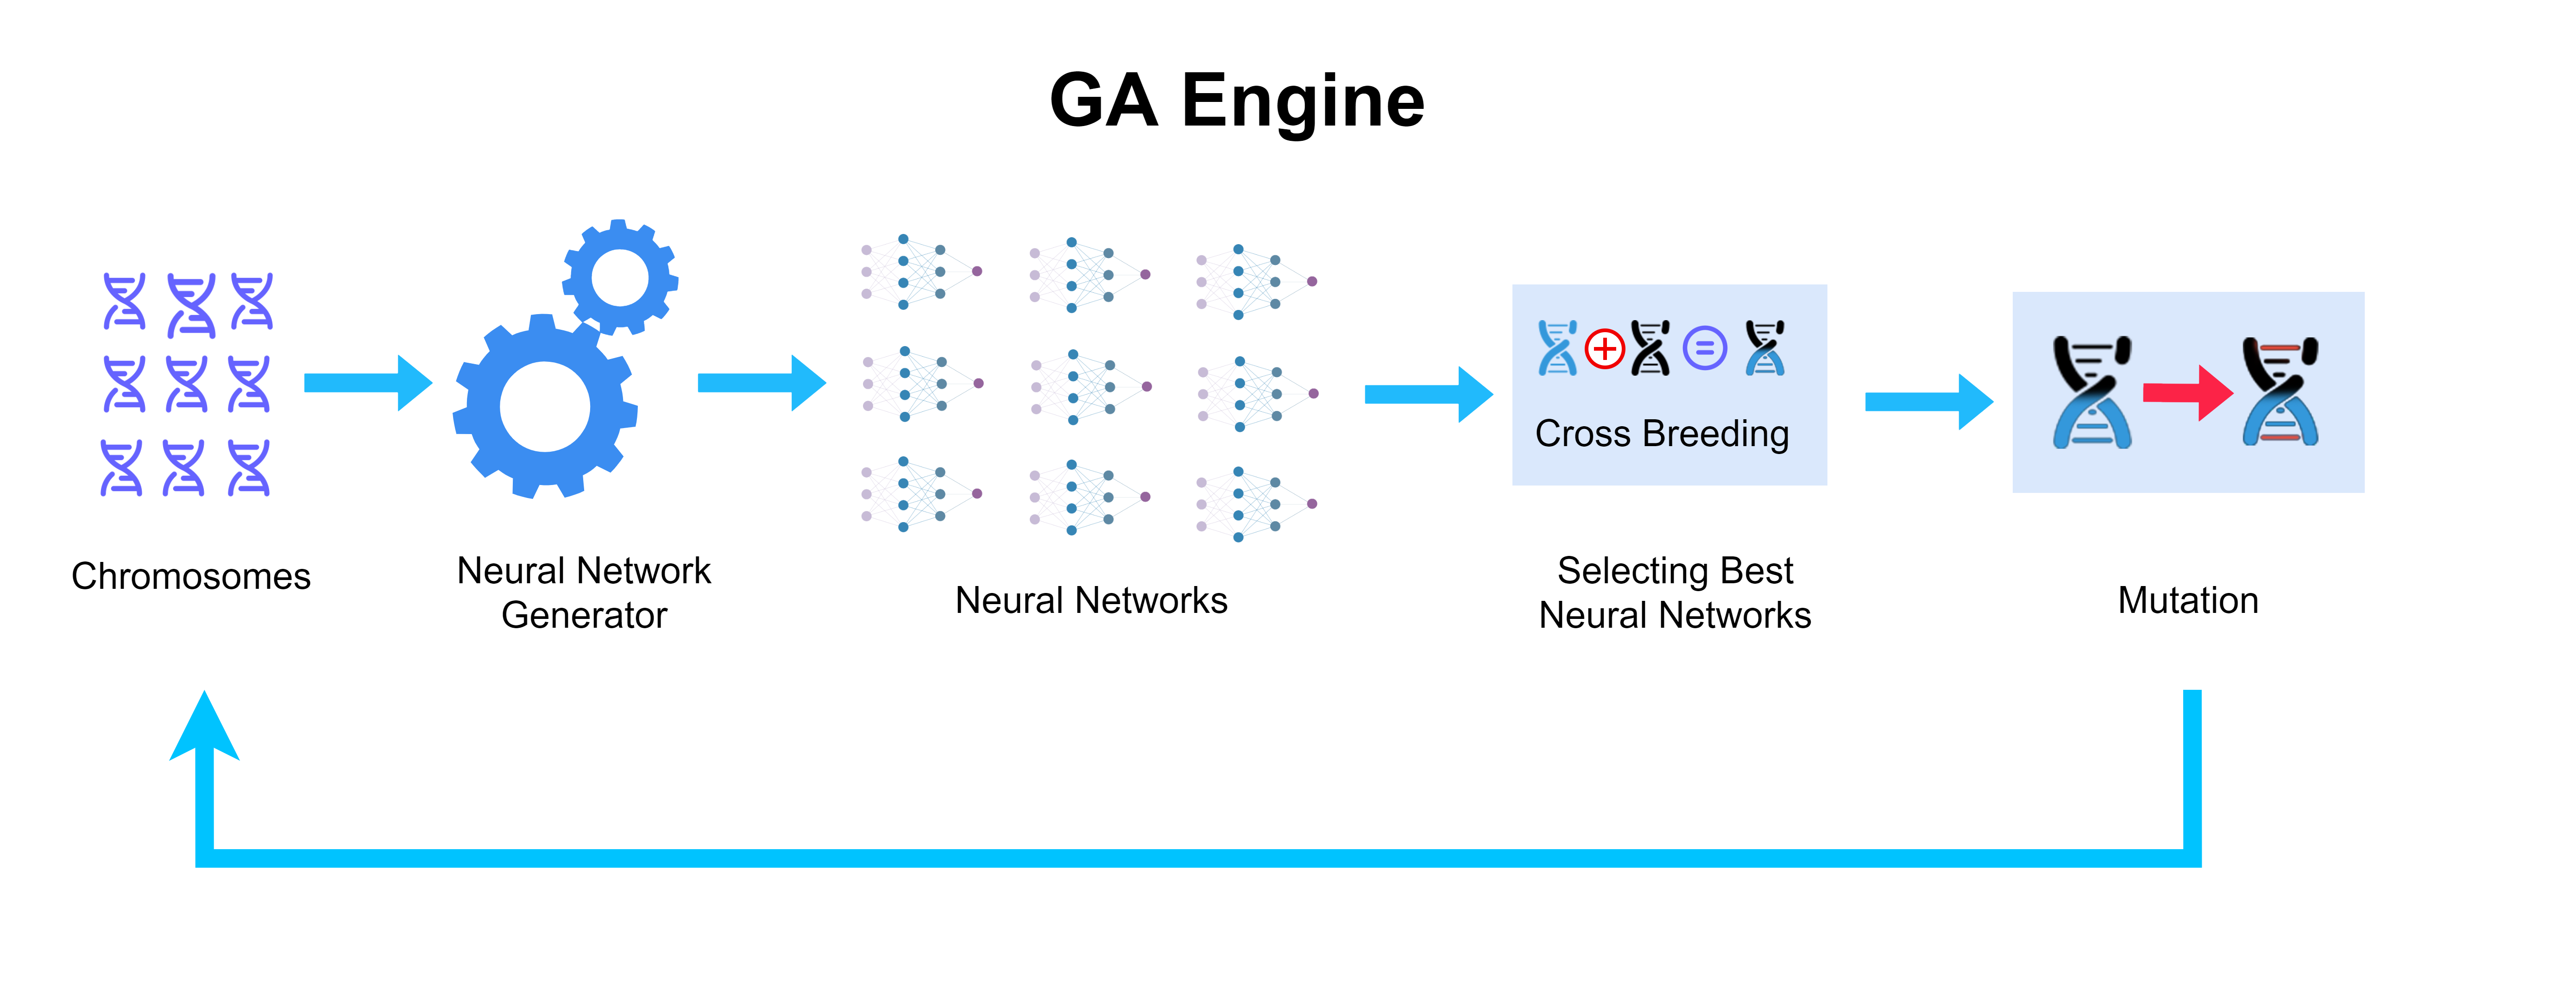 GA Engine
Cross Breeding
Chromosomes
Neural Network
Generator
Neural Networks
Selecting Best
Neural Networks
Mutation